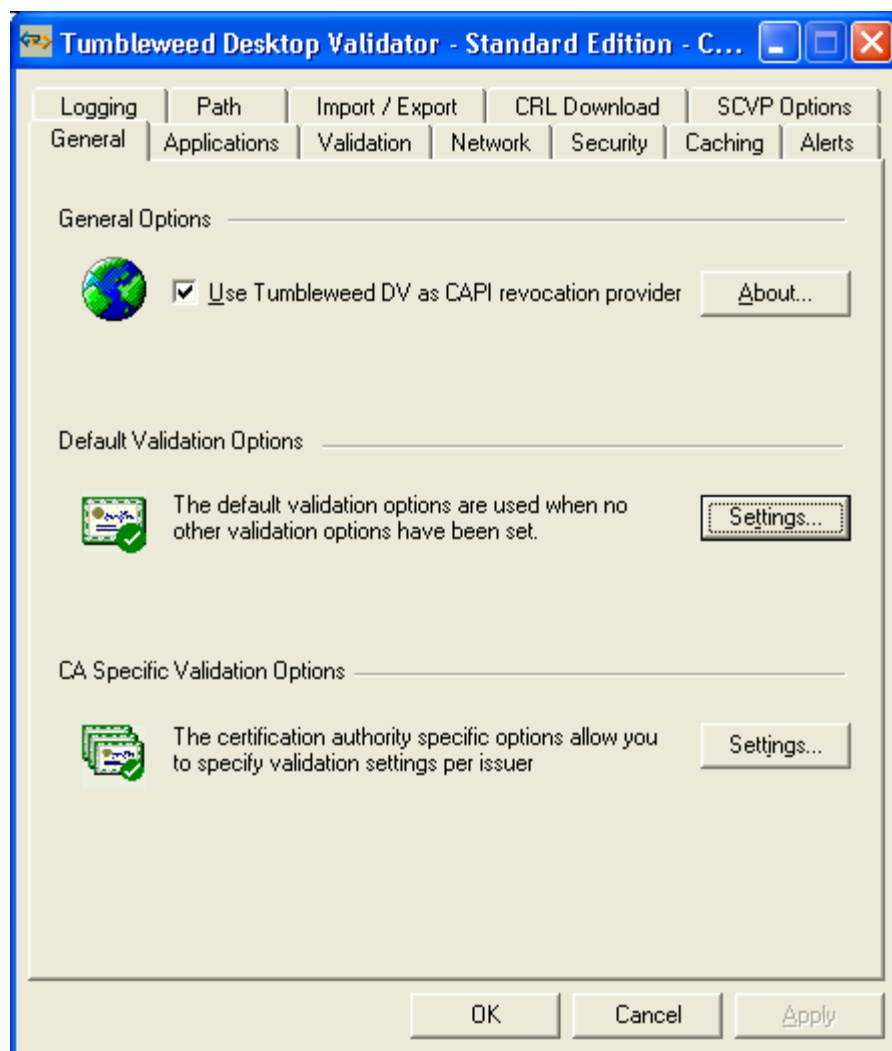 Tumbleweed Desktop Validator - Standard Edition - C...
Logging Path Import / Export CRL Download SCVP Options
General Applications Validation Network Security Caching Alerts
General Options
Use Tumbleweed DV as CAPI revocation provider About...
Default Validation Options
The default validation options are used when no
other validation options have been set.
Settings...
CA Specific Validation Options
The certification authority specific options allow you
to specify validation settings per issuer
Settings...
OK Cancel Apply